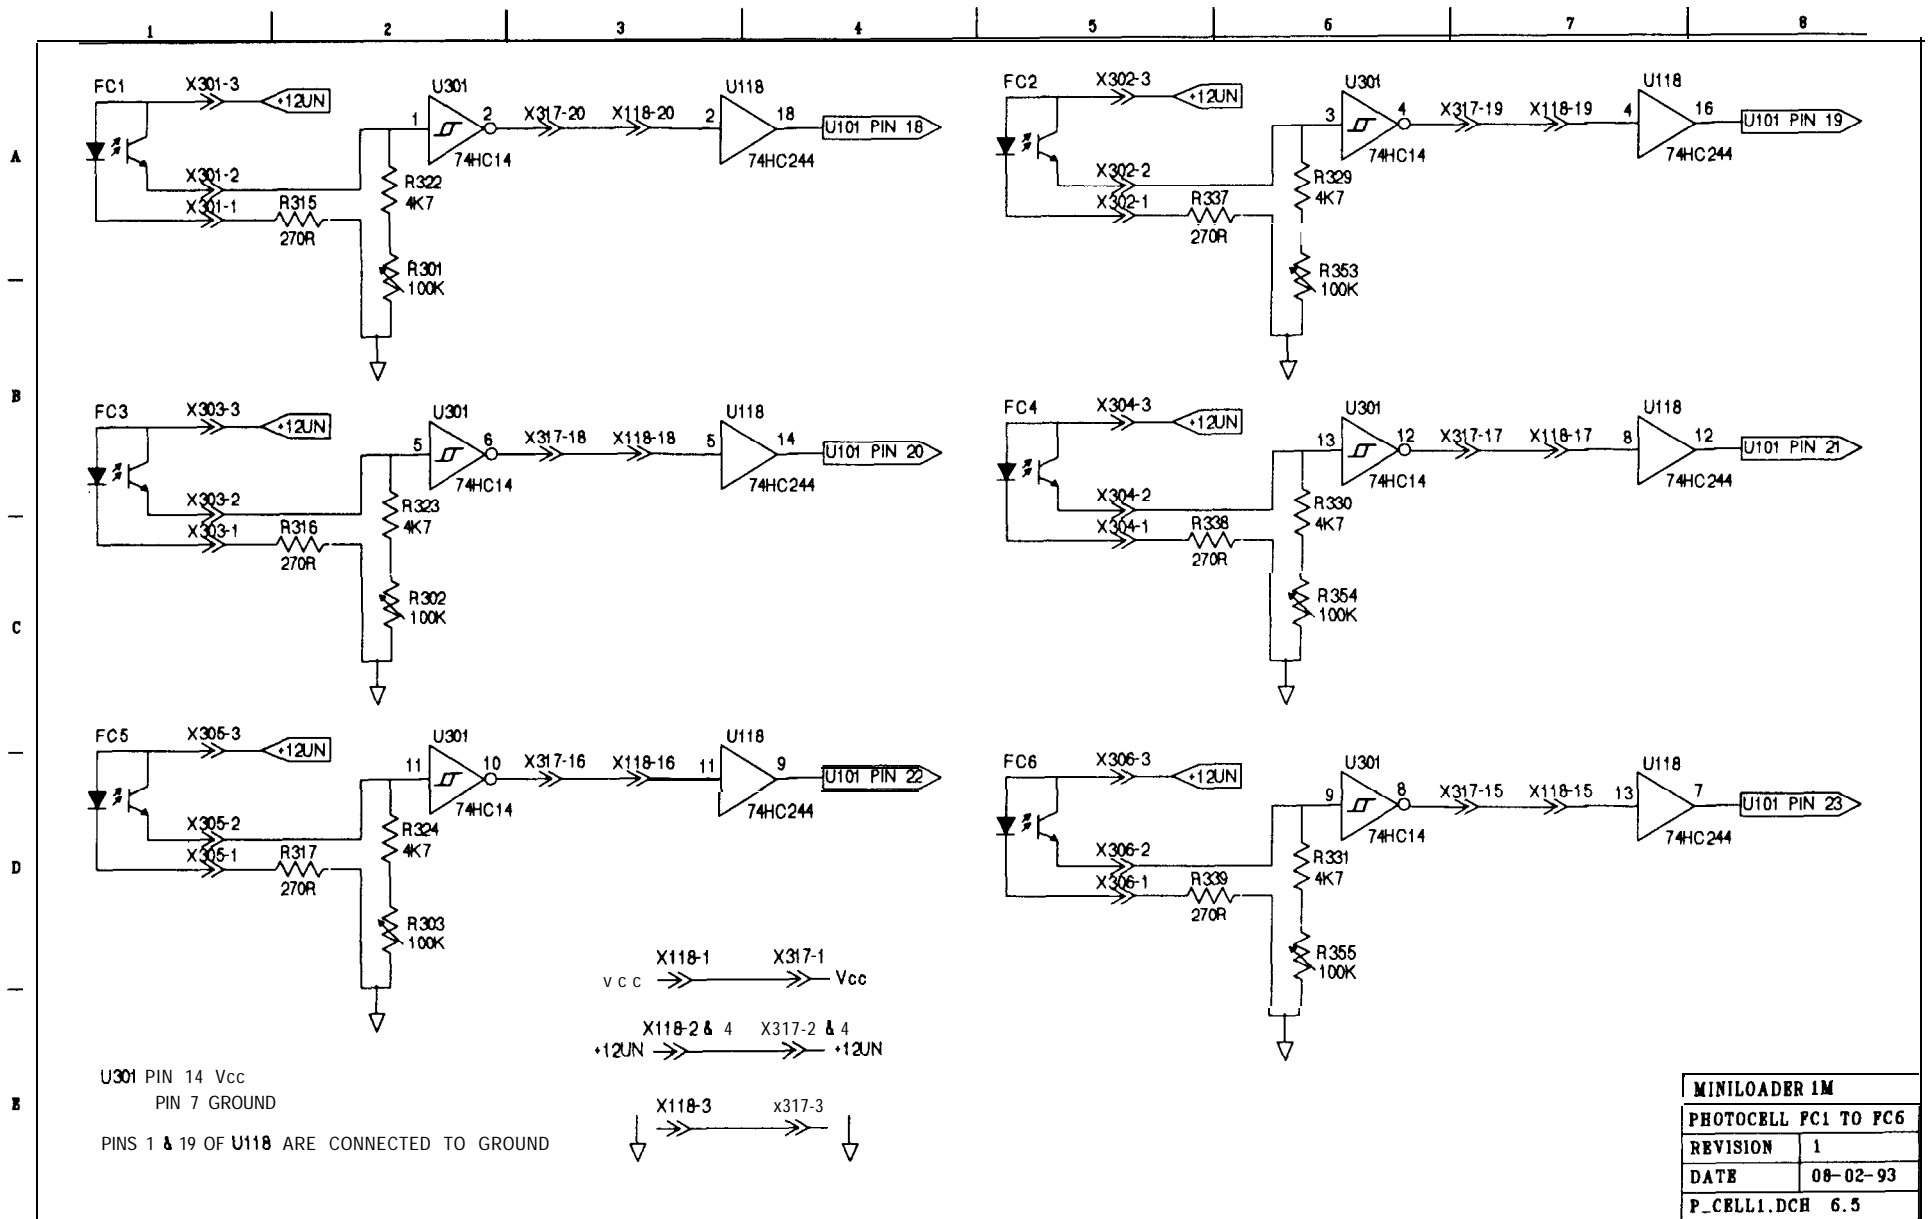 1 2 3 4 5 6 7 8
A
B
C
D
E
FC1 X301-3 +12UN U301 U118
1 2 X317-20 X118-20 2 18 U101 PIN 18
74HC14 74HC244
X301-2
X301-1 R315 R322
270R 4K7
R301
100K
FC2 X302-3 +12UN U301 U118
3 4 X317-19 X118-19 4 16 U101 PIN 19
74HC14 74HC244
X302-2
X302-1 R337 R329
270R 4K7
R353
100K
FC3 X303-3 +12UN U301 U118
5 6 X317-18 X118-18 5 14 U101 PIN 20
74HC14 74HC244
X303-2
X303-1 R316 R323
270R 4K7
R302
100K
FC4 X304-3 +12UN U301 U118
13 12 X317-17 X118-17 8 12 U101 PIN 21
74HC14 74HC244
X304-2
X304-1 R338 R330
270R 4K7
R354
100K
FC5 X305-3 +12UN U301 U118
11 10 X317-16 X118-16 11 9 U101 PIN 22
74HC14 74HC244
X305-2
X305-1 R317 R324
270R 4K7
R303
100K
FC6 X306-3 +12UN U301 U118
9 8 X317-15 X118-15 13 7 U101 PIN 23
74HC14 74HC244
X306-2
X306-1 R339 R331
270R 4K7
R355
100K
X118-1 X317-1
vcc Vcc
X118-2 & 4 X317-2 & 4
+12UN +12UN
X118-3 x317-3
U301 PIN 14 Vcc
PIN 7 GROUND
PINS 1 & 19 OF U118 ARE CONNECTED TO GROUND
MINILOADER 1M
PHOTOCELL FC1 TO FC6
REVISION 1
DATE 08-02-93
P_CELL1.DCH 6.5